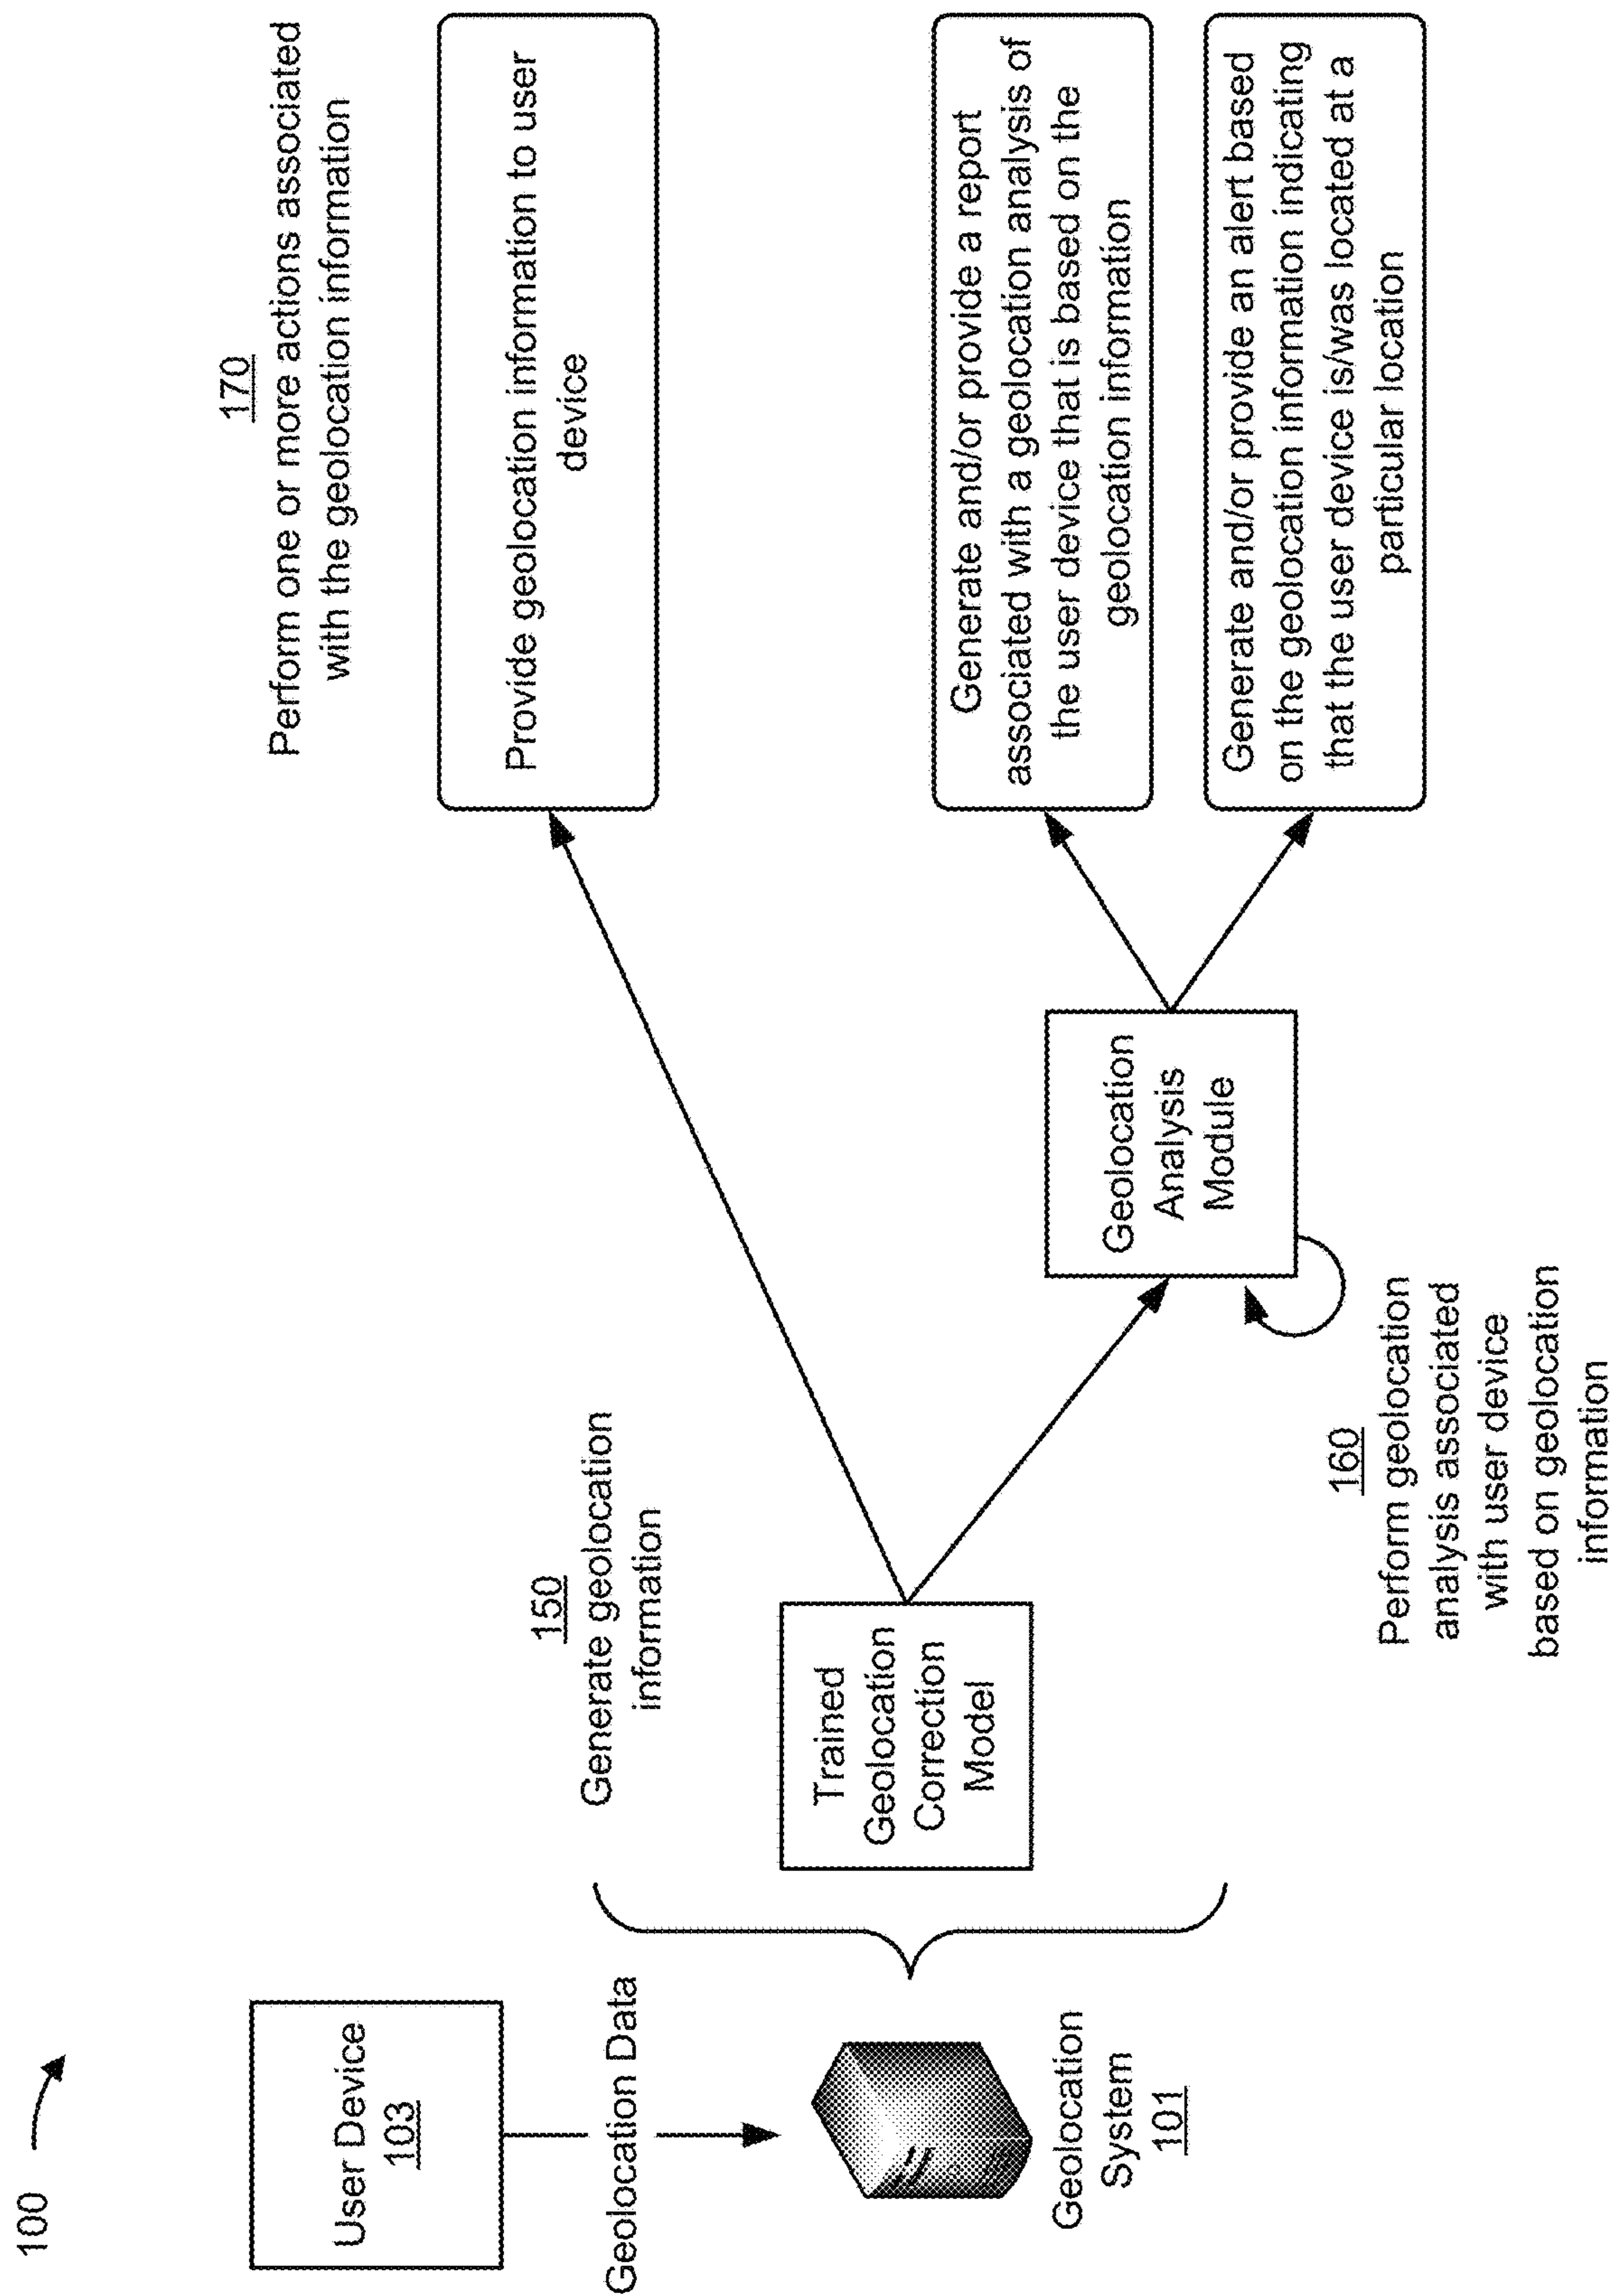 100
User Device
103
Geolocation Data
Geolocation
System
101
150
Generate geolocation
information
Trained
Geolocation
Correction
Model
160
Perform geolocation
analysis associated
with user device
based on geolocation
information
Geolocation
Analysis
Module
170
Perform one or more actions associated
with the geolocation information
Provide geolocation information to user
device
Generate and/or provide a report
associated with a geolocation analysis of
the user device that is based on the
geolocation information
Generate and/or provide an alert based
on the geolocation information indicating
that the user device is/was located at a
particular location